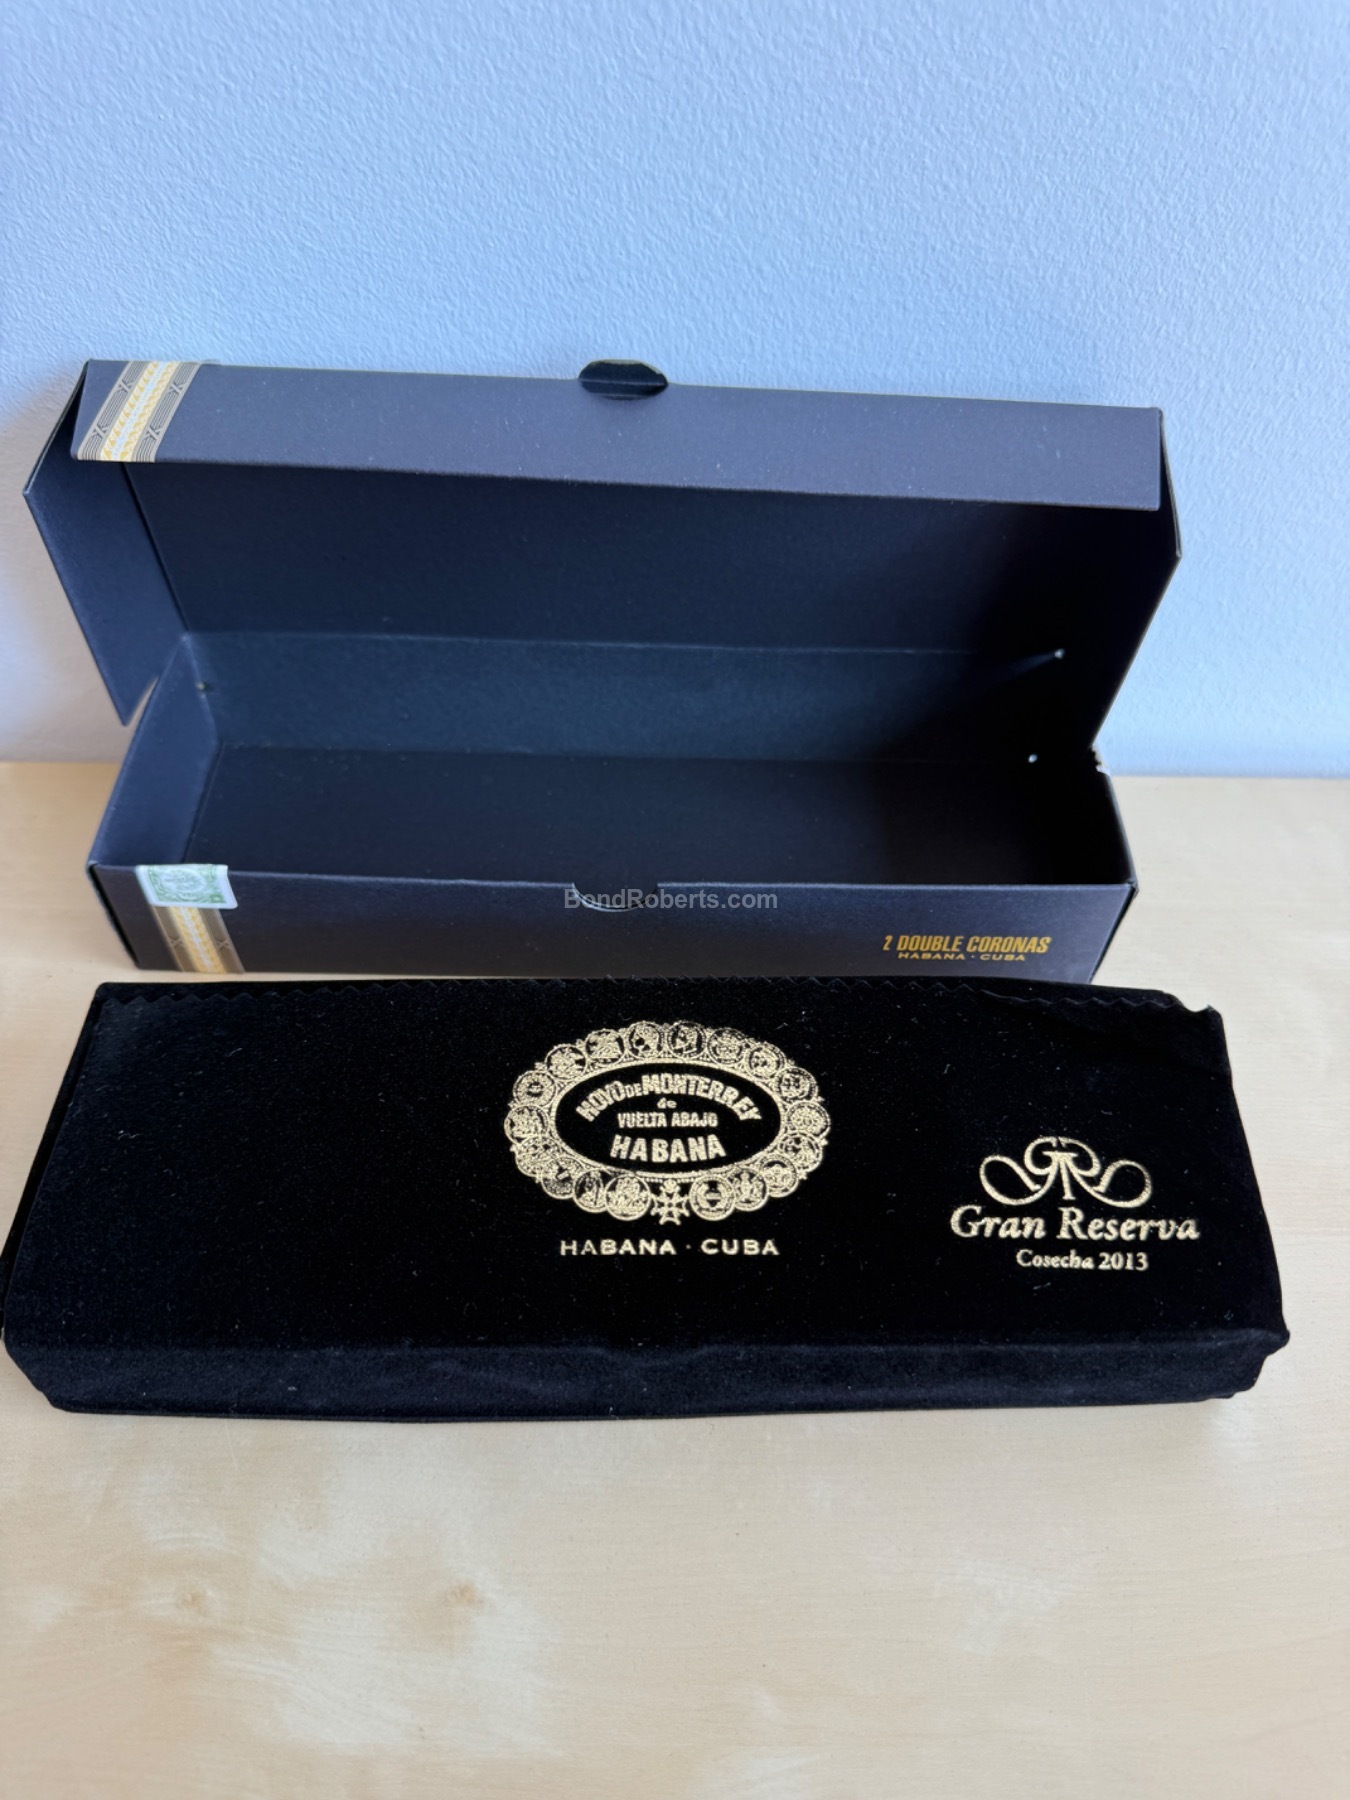 BondRoberts.com
2 DOUBLE CORONAS
HABANA · CUBA
HOYO DE MONTERREY
de
VUELTA ABAJO
HABANA
HABANA · CUBA
GR
Gran Reserva
Cosecha 2013